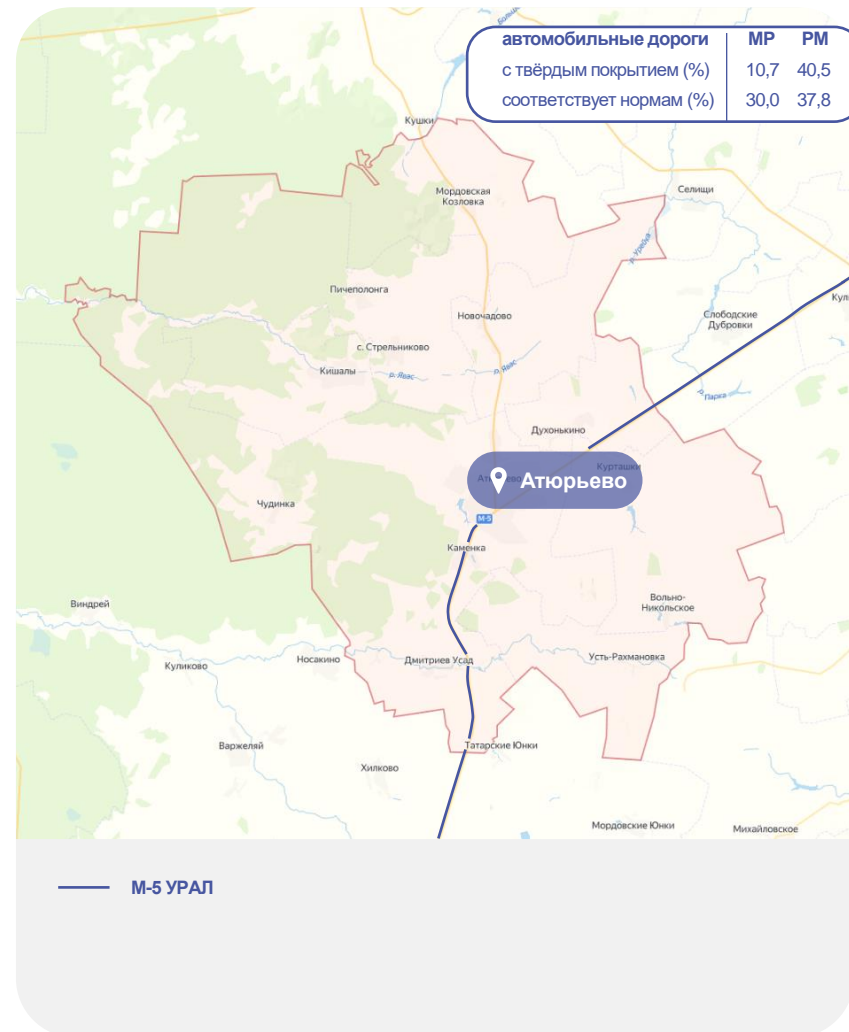 автомобильные дороги МР РМ
с твёрдым покрытием (%) 10,7 40,5
соответствует нормам (%) 30,0 37,8
Кушки
Мордовская
Козловка
Селищи
р. Уребка
Пичеполонга
Новочадово
Слободские
Дубровки
с. Стрельниково
Кишалы
р. Явас
р. Явас
р. Парка
Духонькино
Курташки
Атюрьево
Чудинка
М-5
Каменка
Виндрей
Вольно-
Никольское
Куликово
Носакино
Дмитриев Усад
Усть-Рахмановка
Варжеляй
Татарские Юнки
Хилково
Мордовские Юнки
Михайловское
М-5 УРАЛ